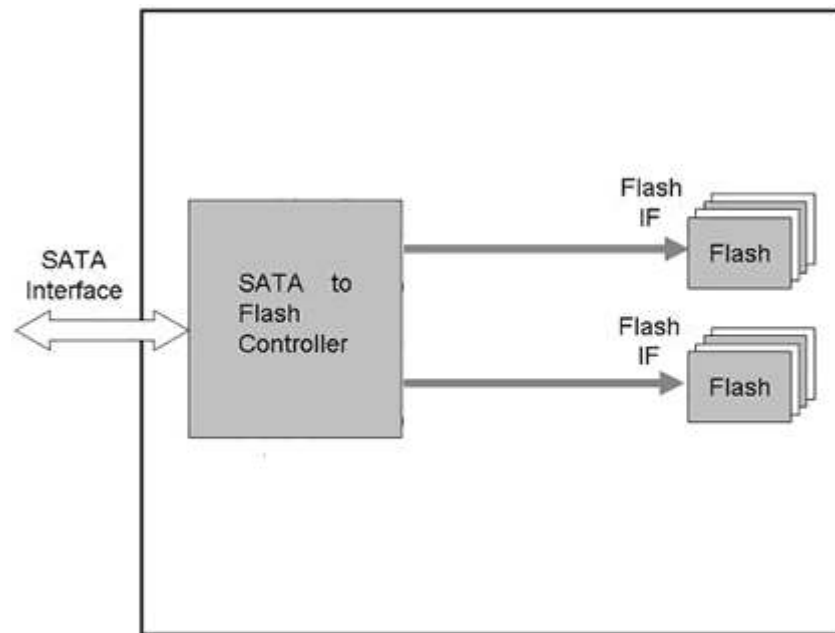 SATA
Interface
SATA to
Flash
Controller
Flash
IF
Flash
Flash
IF
Flash